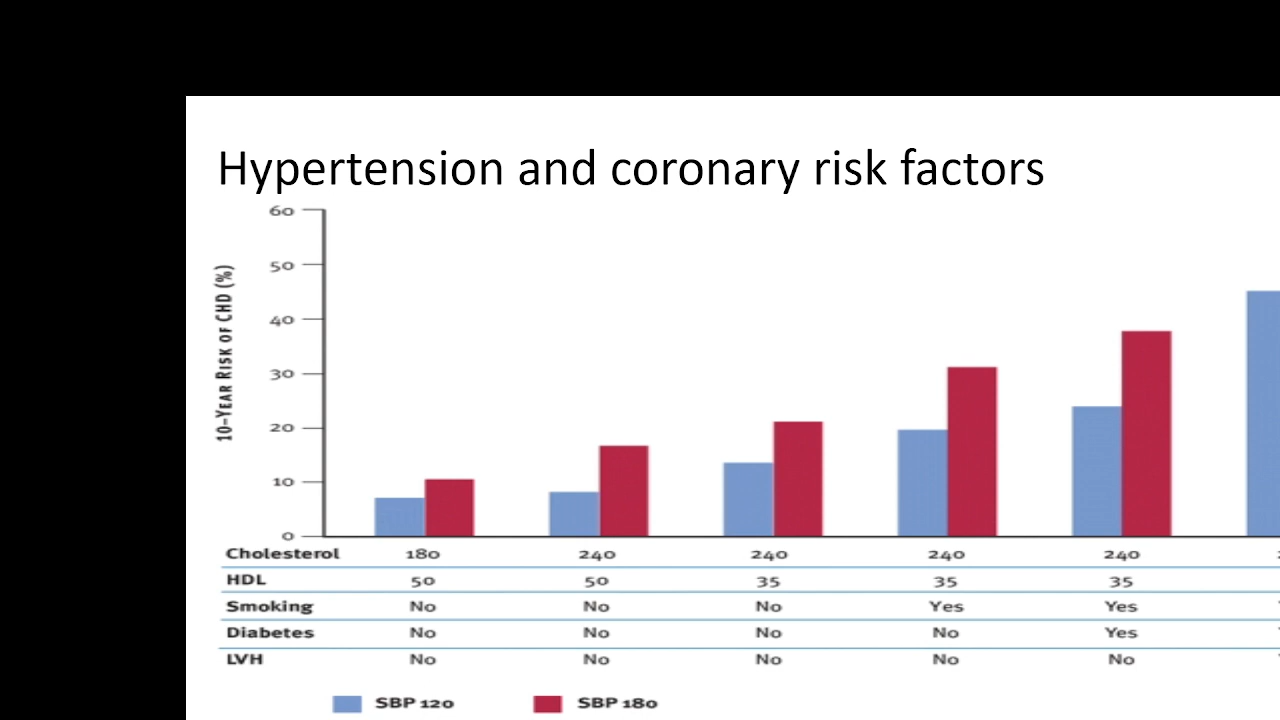 Hypertension and coronary risk factors
60
50
40
30
20
10
0
10-Year Risk of CHD (%)
Cholesterol 180 240 240 240 240
HDL 50 50 35 35 35
Smoking No No No Yes Yes
Diabetes No No No No Yes
LVH No No No No No
SBP 120 SBP 180